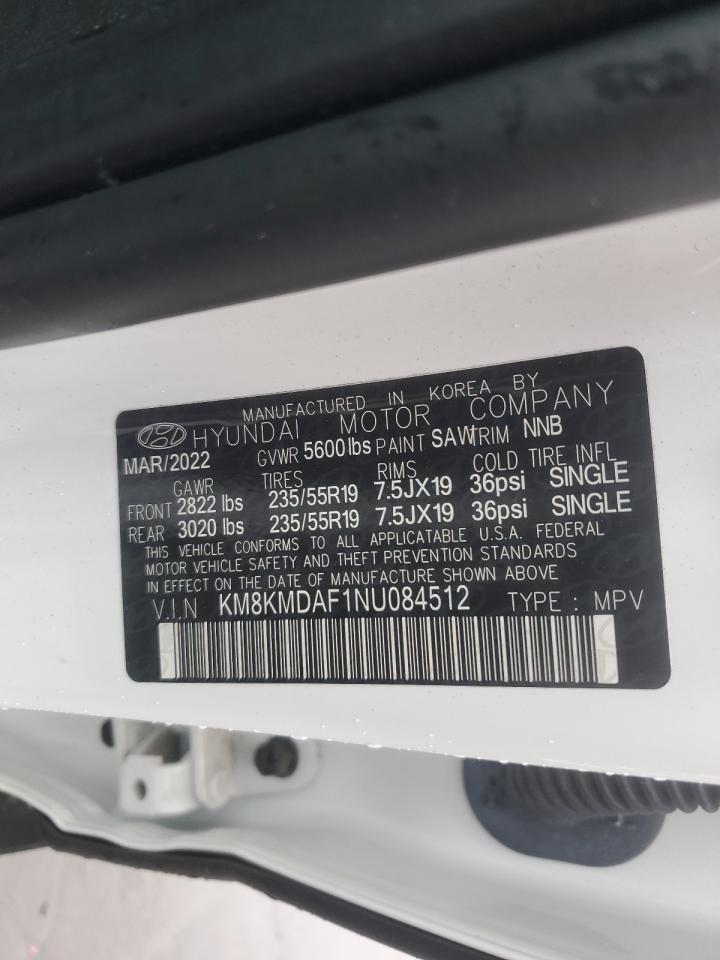 MANUFACTURED IN KOREA BY
HYUNDAI MOTOR COMPANY
MAR/2022 GVWR 5600 lbs PAINT SAW TRIM NNB
GAWR TIRES RIMS COLD TIRE INFL
FRONT 2822 lbs 235/55R19 7.5JX19 36psi SINGLE
REAR 3020 lbs 235/55R19 7.5JX19 36psi SINGLE
THIS VEHICLE CONFORMS TO ALL APPLICATABLE U.S.A. FEDERAL
MOTOR VEHICLE SAFETY AND THEFT PREVENTION STANDARDS
IN EFFECT ON THE DATE OF MANUFACTURE SHOWN ABOVE
V.I.N KM8KMDAF1NU084512 TYPE : MPV